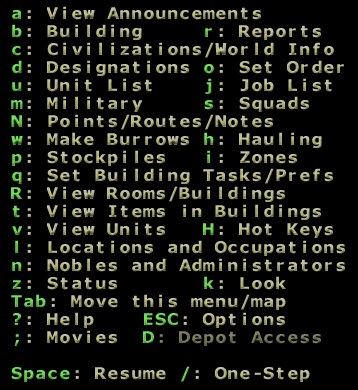 a: View Announcements
b: Building r: Reports
c: Civilizations/World Info
d: Designations o: Set Order
u: Unit List j: Job List
m: Military s: Squads
N: Points/Routes/Notes
w: Make Burrows h: Hauling
p: Stockpiles i: Zones
q: Set Building Tasks/Prefs
R: View Rooms/Buildings
t: View Items in Buildings
v: View Units H: Hot Keys
l: Locations and Occupations
n: Nobles and Administrators
z: Status k: Look
Tab: Move this menu/map
?: Help ESC: Options
;: Movies D: Depot Access
Space: Resume /: One-Step